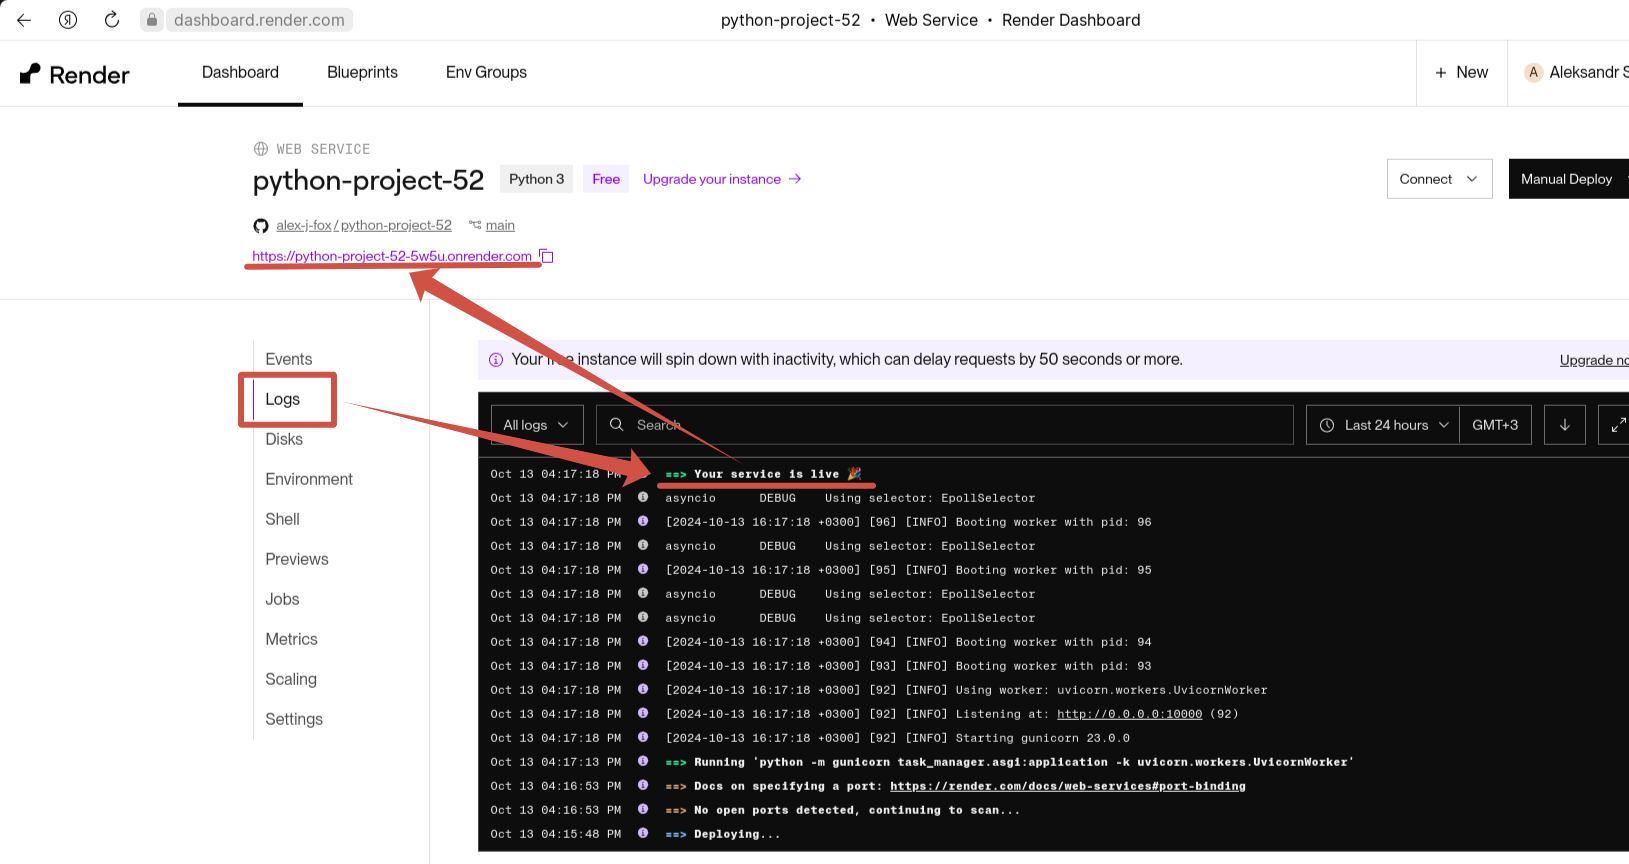 dashboard.render.com
python-project-52 • Web Service • Render Dashboard
Render
Dashboard
Blueprints
Env Groups
+ New
A Aleksandr S
WEB SERVICE
python-project-52
Python 3
Free
Upgrade your instance →
Connect
Manual Deploy
alex-j-fox / python-project-52
main
https://python-project-52-5w5u.onrender.com
Events
Logs
Disks
Environment
Shell
Previews
Jobs
Metrics
Scaling
Settings
Your free instance will spin down with inactivity, which can delay requests by 50 seconds or more.
Upgrade no
All logs
Search
Last 24 hours
GMT+3
Oct 13 04:17:18 PM ==> Your service is live 🎉
Oct 13 04:17:18 PM asyncio DEBUG Using selector: EpollSelector
Oct 13 04:17:18 PM [2024-10-13 16:17:18 +0300] [96] [INFO] Booting worker with pid: 96
Oct 13 04:17:18 PM asyncio DEBUG Using selector: EpollSelector
Oct 13 04:17:18 PM [2024-10-13 16:17:18 +0300] [95] [INFO] Booting worker with pid: 95
Oct 13 04:17:18 PM asyncio DEBUG Using selector: EpollSelector
Oct 13 04:17:18 PM asyncio DEBUG Using selector: EpollSelector
Oct 13 04:17:18 PM [2024-10-13 16:17:18 +0300] [94] [INFO] Booting worker with pid: 94
Oct 13 04:17:18 PM [2024-10-13 16:17:18 +0300] [93] [INFO] Booting worker with pid: 93
Oct 13 04:17:18 PM [2024-10-13 16:17:18 +0300] [92] [INFO] Using worker: uvicorn.workers.UvicornWorker
Oct 13 04:17:18 PM [2024-10-13 16:17:18 +0300] [92] [INFO] Listening at: http://0.0.0.0:10000 (92)
Oct 13 04:17:18 PM [2024-10-13 16:17:18 +0300] [92] [INFO] Starting gunicorn 23.0.0
Oct 13 04:17:13 PM ==> Running 'python -m gunicorn task_manager.asgi:application -k uvicorn.workers.UvicornWorker'
Oct 13 04:16:53 PM ==> Docs on specifying a port: https://render.com/docs/web-services#port-binding
Oct 13 04:16:53 PM ==> No open ports detected, continuing to scan...
Oct 13 04:15:48 PM ==> Deploying...